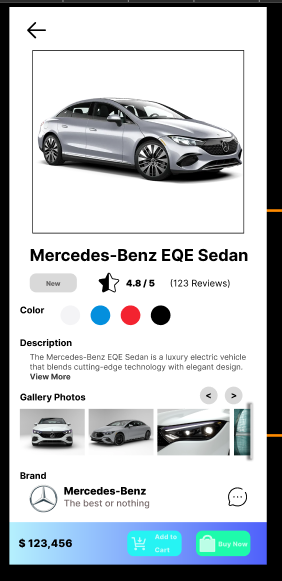 Mercedes-Benz EQE Sedan
New
4.8 / 5 (123 Reviews)
Color
Description
The Mercedes-Benz EQE Sedan is a luxury electric vehicle
that blends cutting-edge technology with elegant design.
View More
Gallery Photos < >
Brand
Mercedes-Benz
The best or nothing
$ 123,456
Add to
Cart
Buy Now